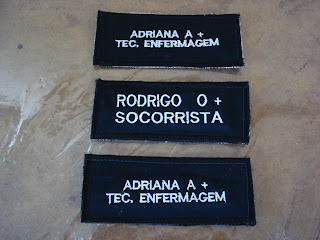 ADRIANA A +
TEC. ENFERMAGEM
RODRIGO O +
SOCORRISTA
ADRIANA A +
TEC. ENFERMAGEM